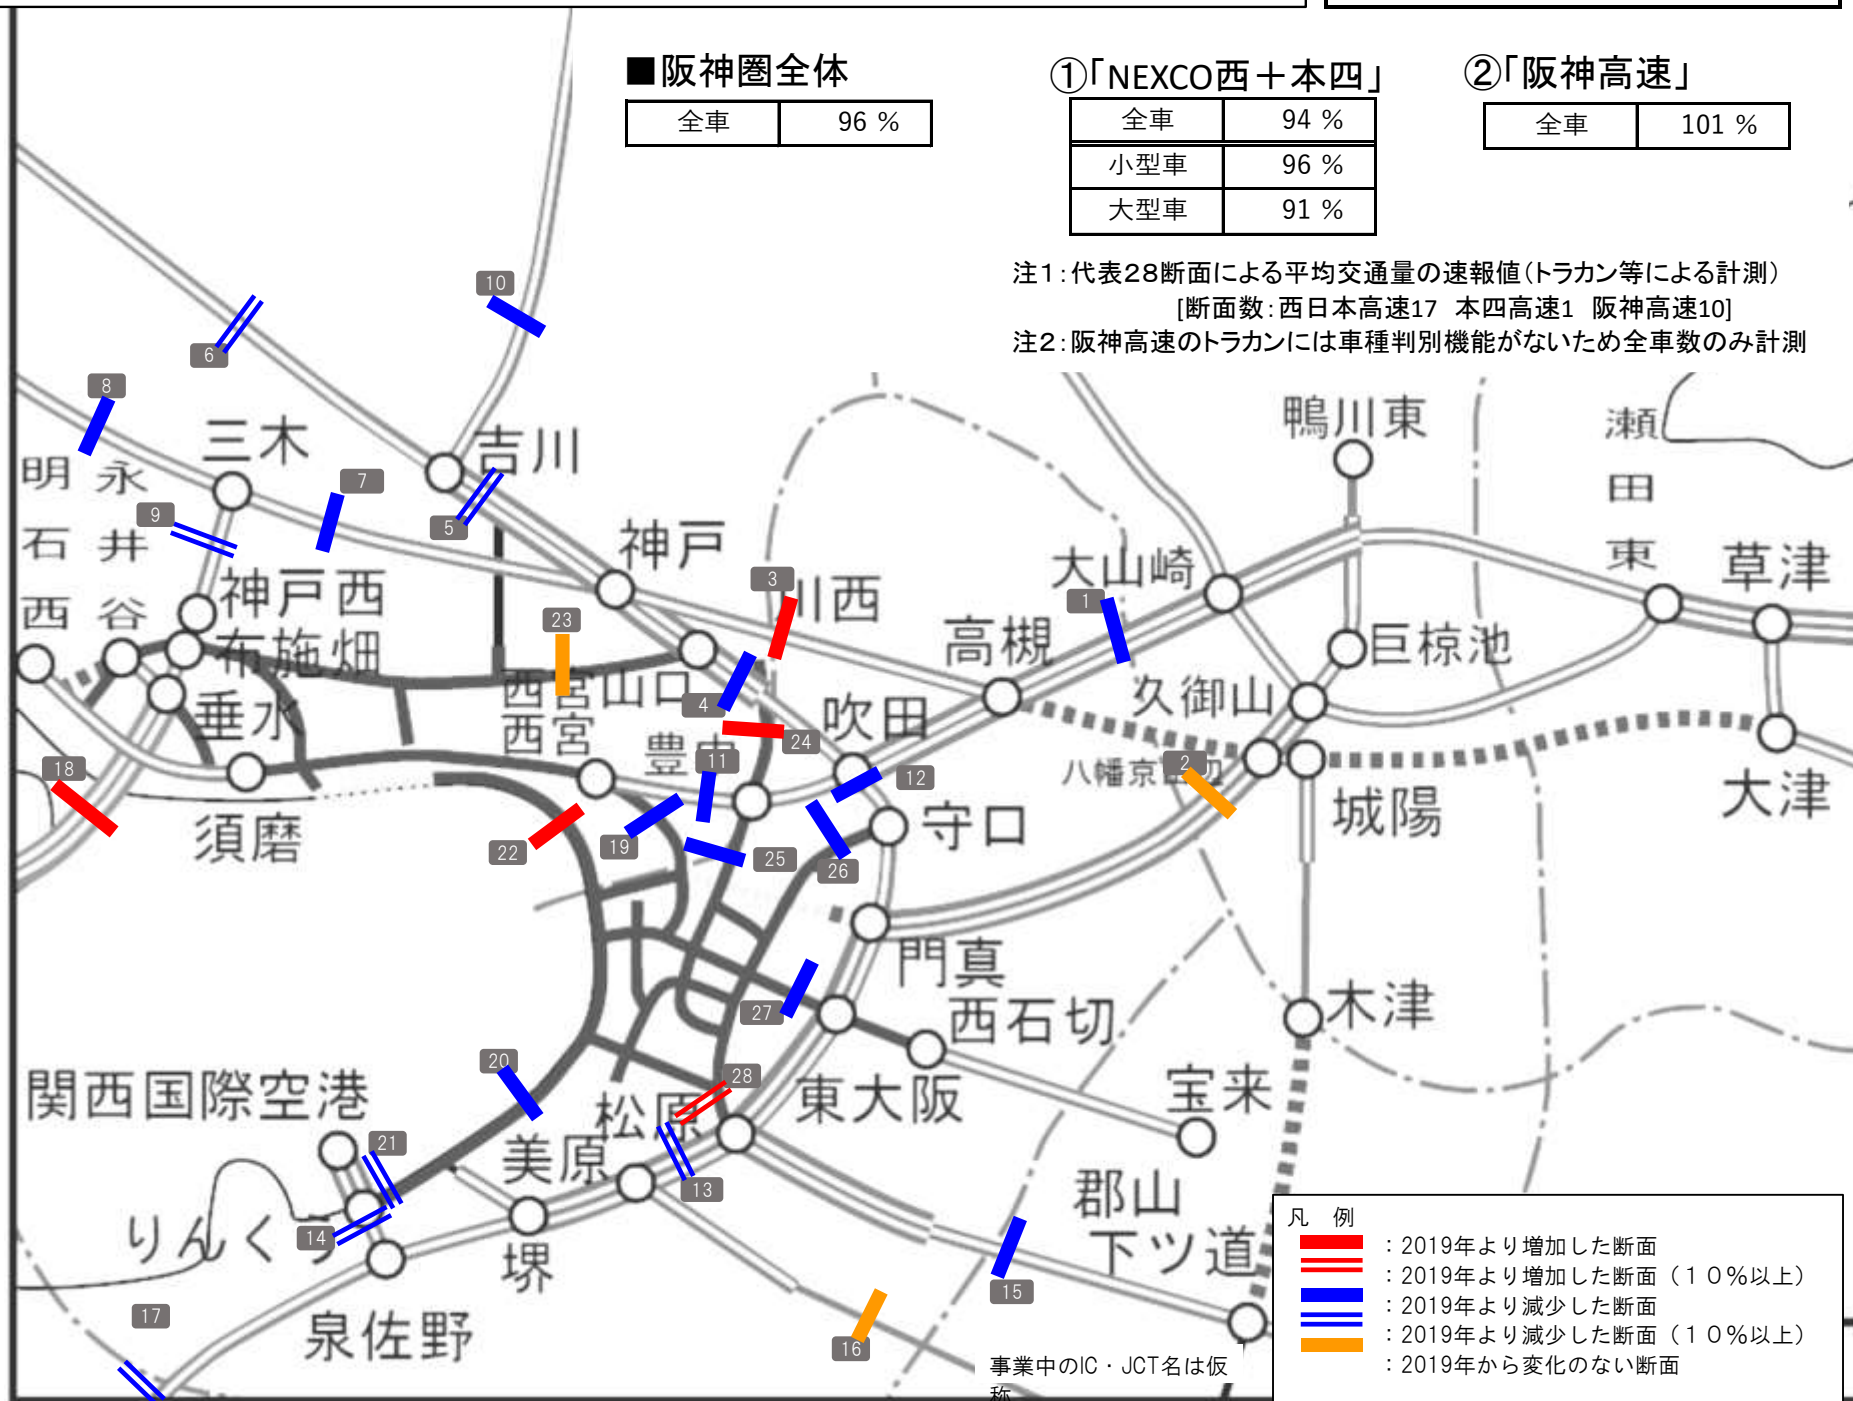 ■阪神圏全体
全車 96 %
①「NEXCO西＋本四」
全車 94 %
小型車 96 %
大型車 91 %
②「阪神高速」
全車 101 %
注1：代表28断面による平均交通量の速報値（トラカン等による計測）
[断面数：西日本高速17 本四高速1 阪神高速10]
注2：阪神高速のトラカンには車種判別機能がないため全車数のみ計測
10
6
8
三木
吉川
7
5
9
明石西
永井谷
神戸
神戸西
布施畑
3
川西
大山崎
1
鴨川東
瀬田東
草津
23
西宮山口
西宮
4
24
高槻
吹田
巨椋池
久御山
垂水
豊中
11
12
八幡京田辺
2
18
須磨
22
19
25
26
守口
城陽
大津
門真
27
西石切
木津
20
関西国際空港
28
松原
東大阪
宝来
21
美原
13
郡山
下ツ道
りんくう
14
堺
15
17
泉佐野
16
事業中のIC・JCT名は仮
称
凡 例
：2019年より増加した断面
：2019年より増加した断面（１０％以上）
：2019年より減少した断面
：2019年より減少した断面（１０％以上）
：2019年から変化のない断面